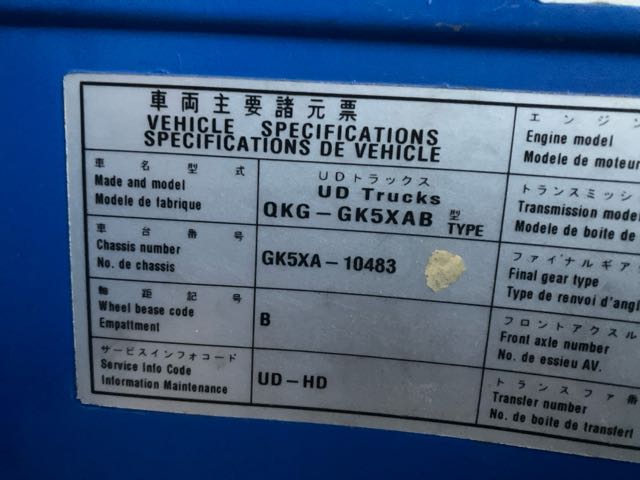 車両主要諸元票
VEHICLE SPECIFICATIONS
SPECIFICATIONS DE VEHICLE
車名型式
Made and model
Modele de fabrique
UDトラックス
UD Trucks
QKG-GK5XAB 型 TYPE
車台番号
Chassis number
No. de chassis
GK5XA-10483
軸距記号
Wheel bease code
Empattment
B
サービスインフォコード
Service Info Code
Information Maintenance
UD-HD
エンジン
Engine model
Modele de moteur
トランスミッシ
Transmission model
Modele de boite de
ファイナルギア
Final gear type
Type de renvoi d'angl
フロントアクスル
Front axle number
No. de essieu AV.
トランスファ番
Transfer number
No. de boite de transfert